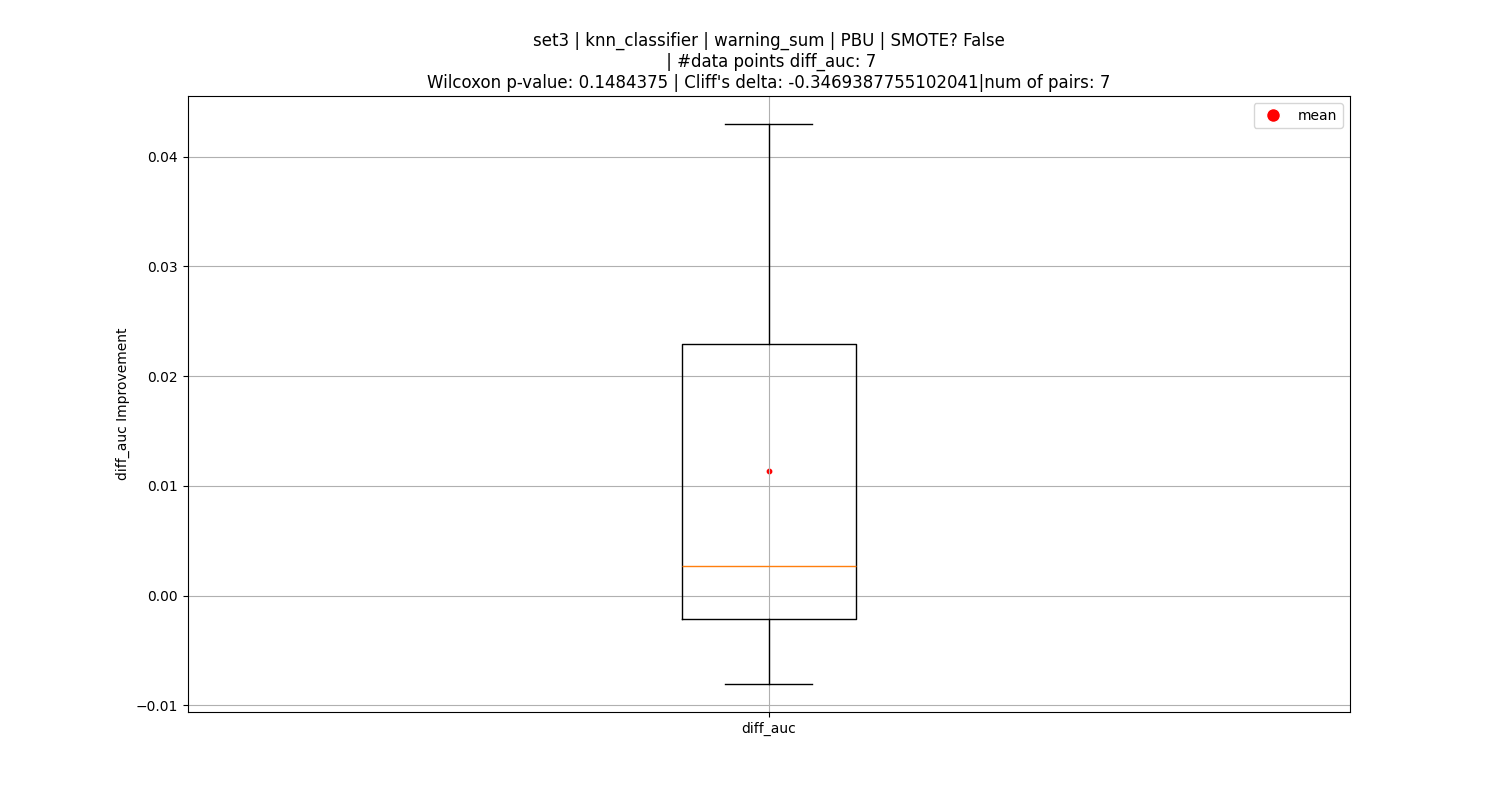 set3 | knn_classifier | warning_sum | PBU | SMOTE? False
| #data points diff_auc: 7
Wilcoxon p-value: 0.1484375 | Cliff's delta: -0.3469387755102041|num of pairs: 7
mean
0.04
0.03
0.02
0.01
0.00
−0.01
diff_auc Improvement
diff_auc